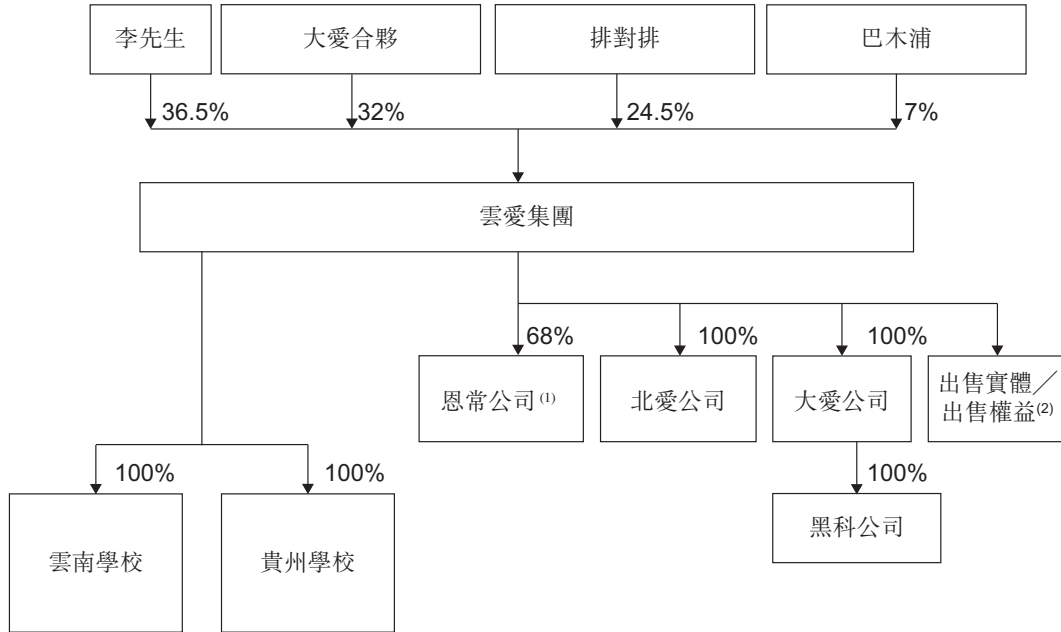 李先生
大愛合夥
排對排
巴木浦
36.5%
32%
24.5%
7%
雲愛集團
68%
100%
100%
恩常公司(1)
北愛公司
大愛公司
出售實體／
出售權益(2)
100%
100%
100%
雲南學校
貴州學校
黑科公司